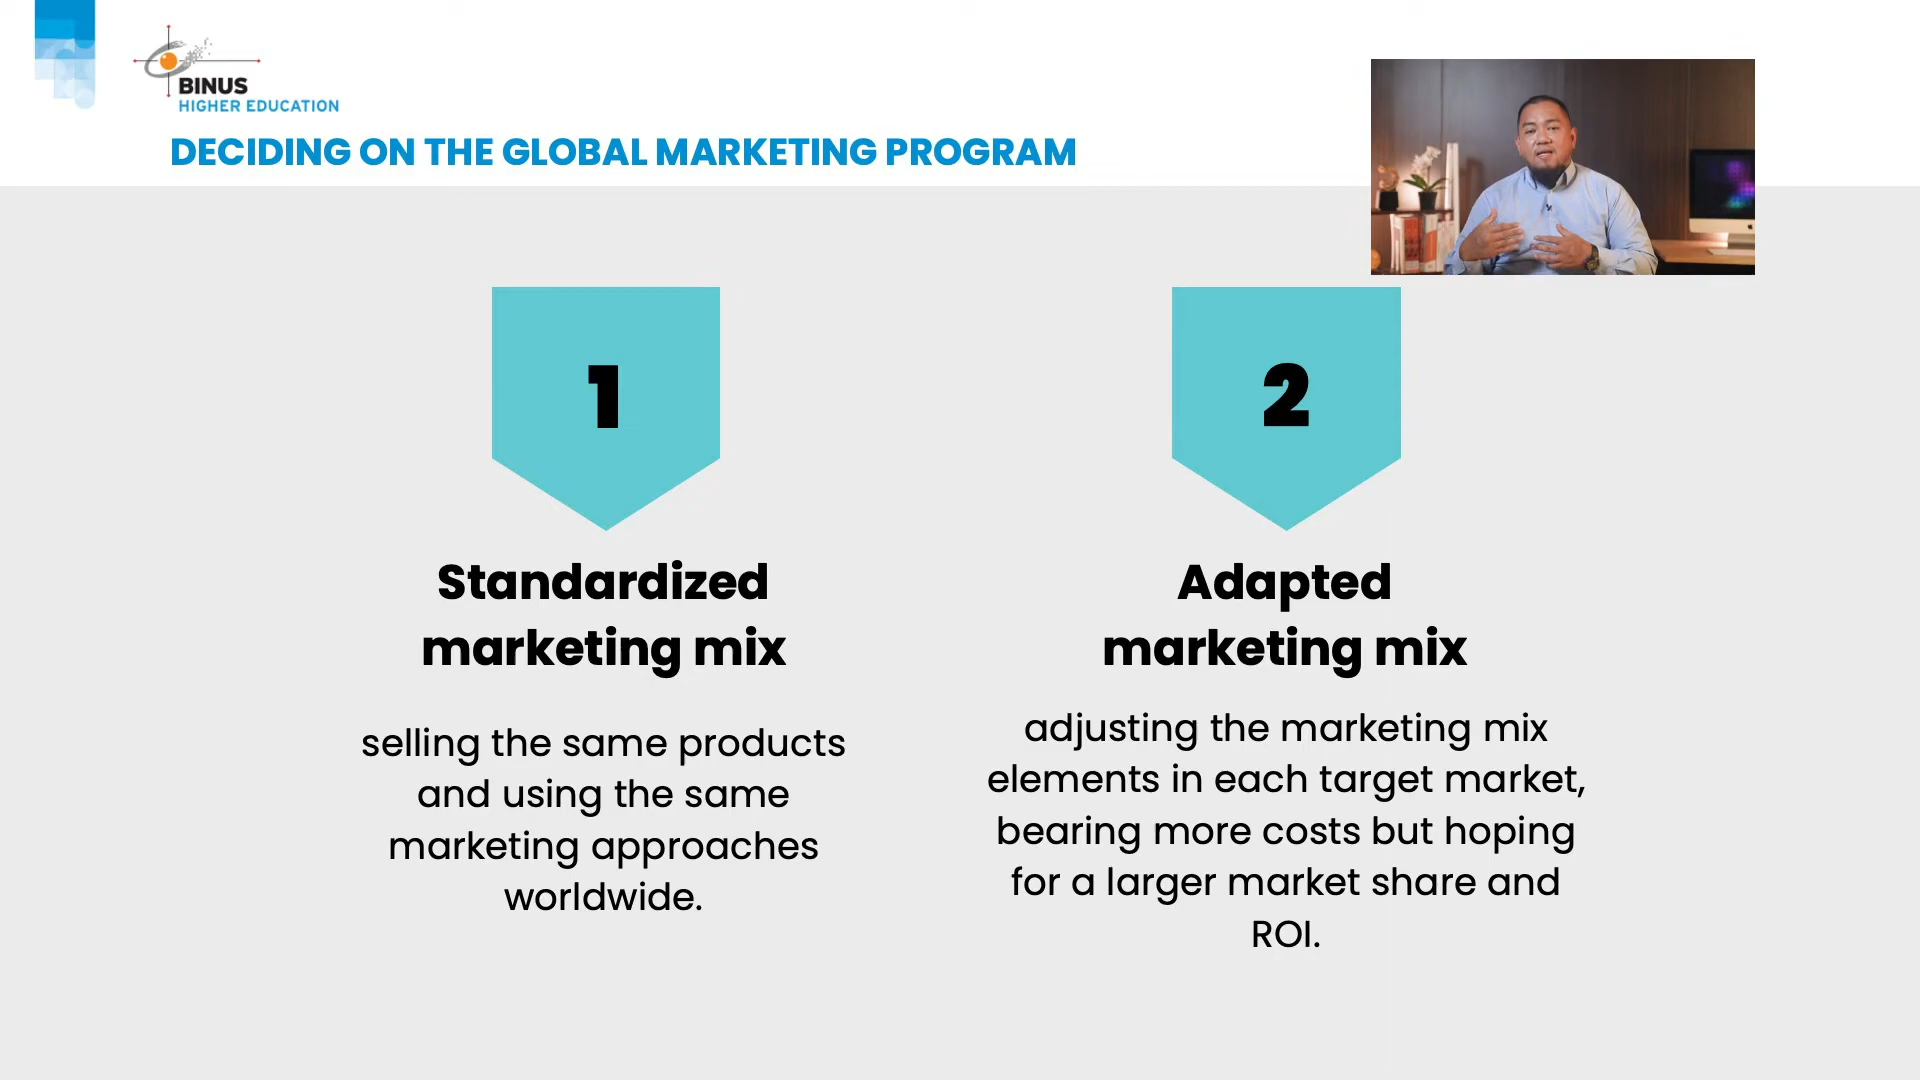 BINUS
HIGHER EDUCATION
DECIDING ON THE GLOBAL MARKETING PROGRAM
1
Standardized
marketing mix
selling the same products
and using the same
marketing approaches
worldwide.
2
Adapted
marketing mix
adjusting the marketing mix
elements in each target market,
bearing more costs but hoping
for a larger market share and
ROI.